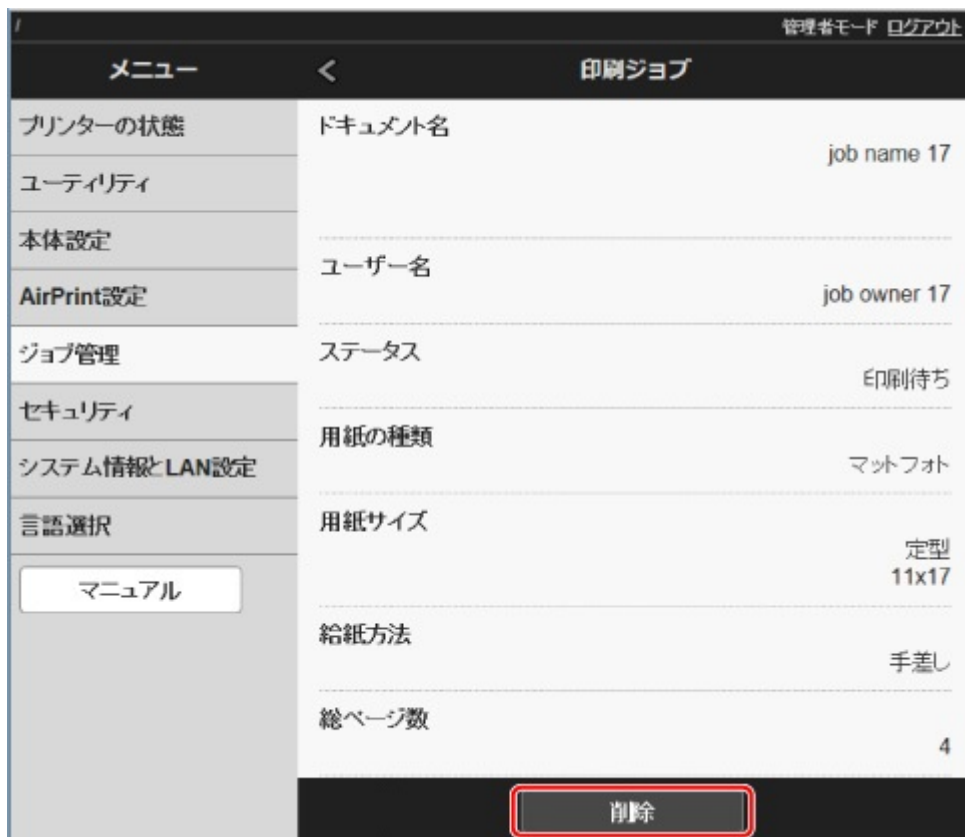 /
管理者モード ログアウト
メニュー
< 印刷ジョブ
プリンターの状態
ユーティリティ
本体設定
AirPrint設定
ジョブ管理
セキュリティ
システム情報とLAN設定
言語選択
マニュアル
ドキュメント名
job name 17
ユーザー名
job owner 17
ステータス
印刷待ち
用紙の種類
マットフォト
用紙サイズ
定型
11x17
給紙方法
手差し
総ページ数
4
削除